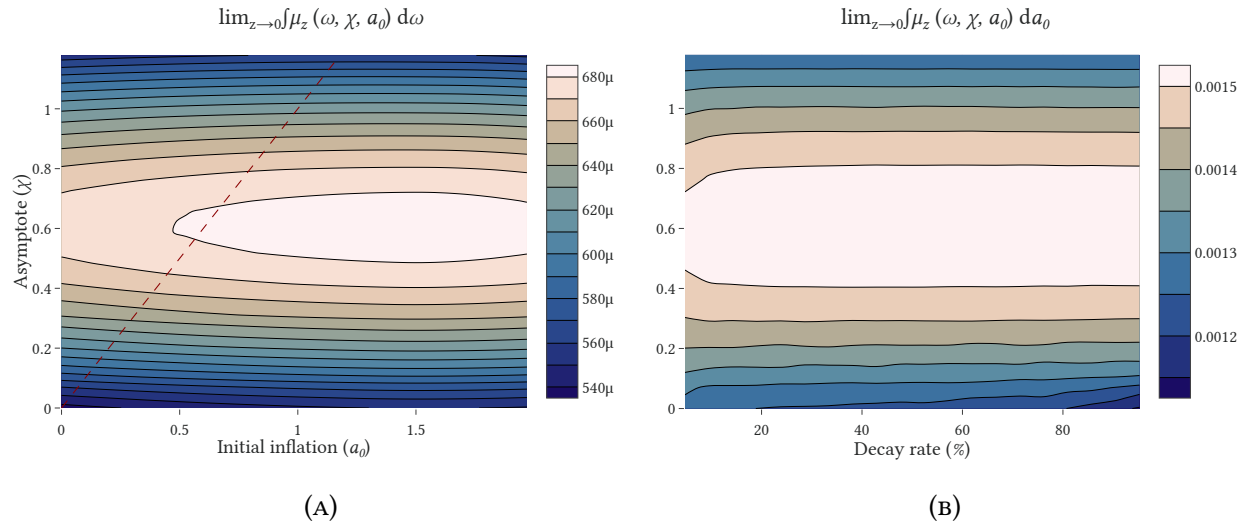 lim_{z→0}∫μ_z (ω, χ, a_0) dω
Asymptote (χ)
1
0.8
0.6
0.4
0.2
0
0
0.5
1
1.5
Initial inflation (a_0)
680μ
660μ
640μ
620μ
600μ
580μ
560μ
540μ
(A)
lim_{z→0}∫μ_z (ω, χ, a_0) da_0
1
0.8
0.6
0.4
0.2
0
20
40
60
80
Decay rate (%)
0.0015
0.0014
0.0013
0.0012
(B)